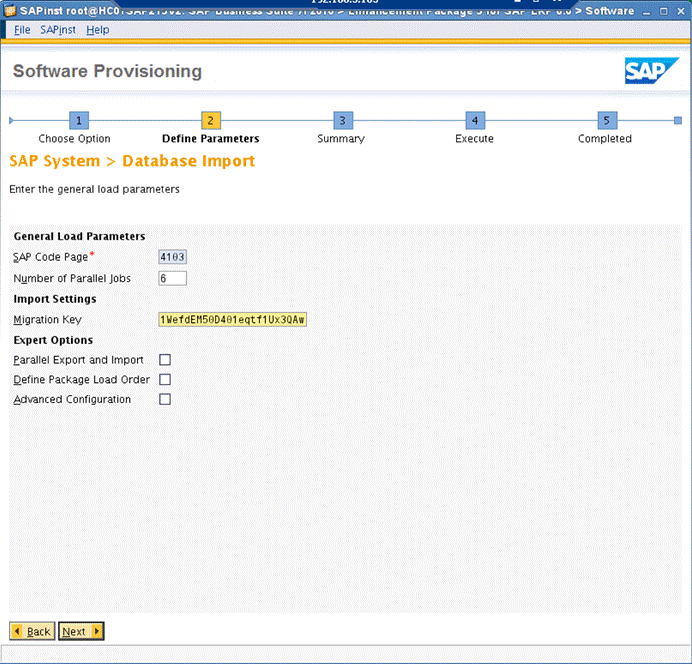 SAPinst root@HC01SAP215V2: SAP Business Suite 7i 2010 > Enhancement Package 5 for SAP ERP 6.0 > Software
File SAPinst Help
Software Provisioning
SAP
1 2 3 4 5
Choose Option Define Parameters Summary Execute Completed
SAP System > Database Import
Enter the general load parameters
General Load Parameters
SAP Code Page* 4103
Number of Parallel Jobs 6
Import Settings
Migration Key 1WefdEM50D401eqtf1Ux3QAw
Expert Options
Parallel Export and Import
Define Package Load Order
Advanced Configuration
Back Next